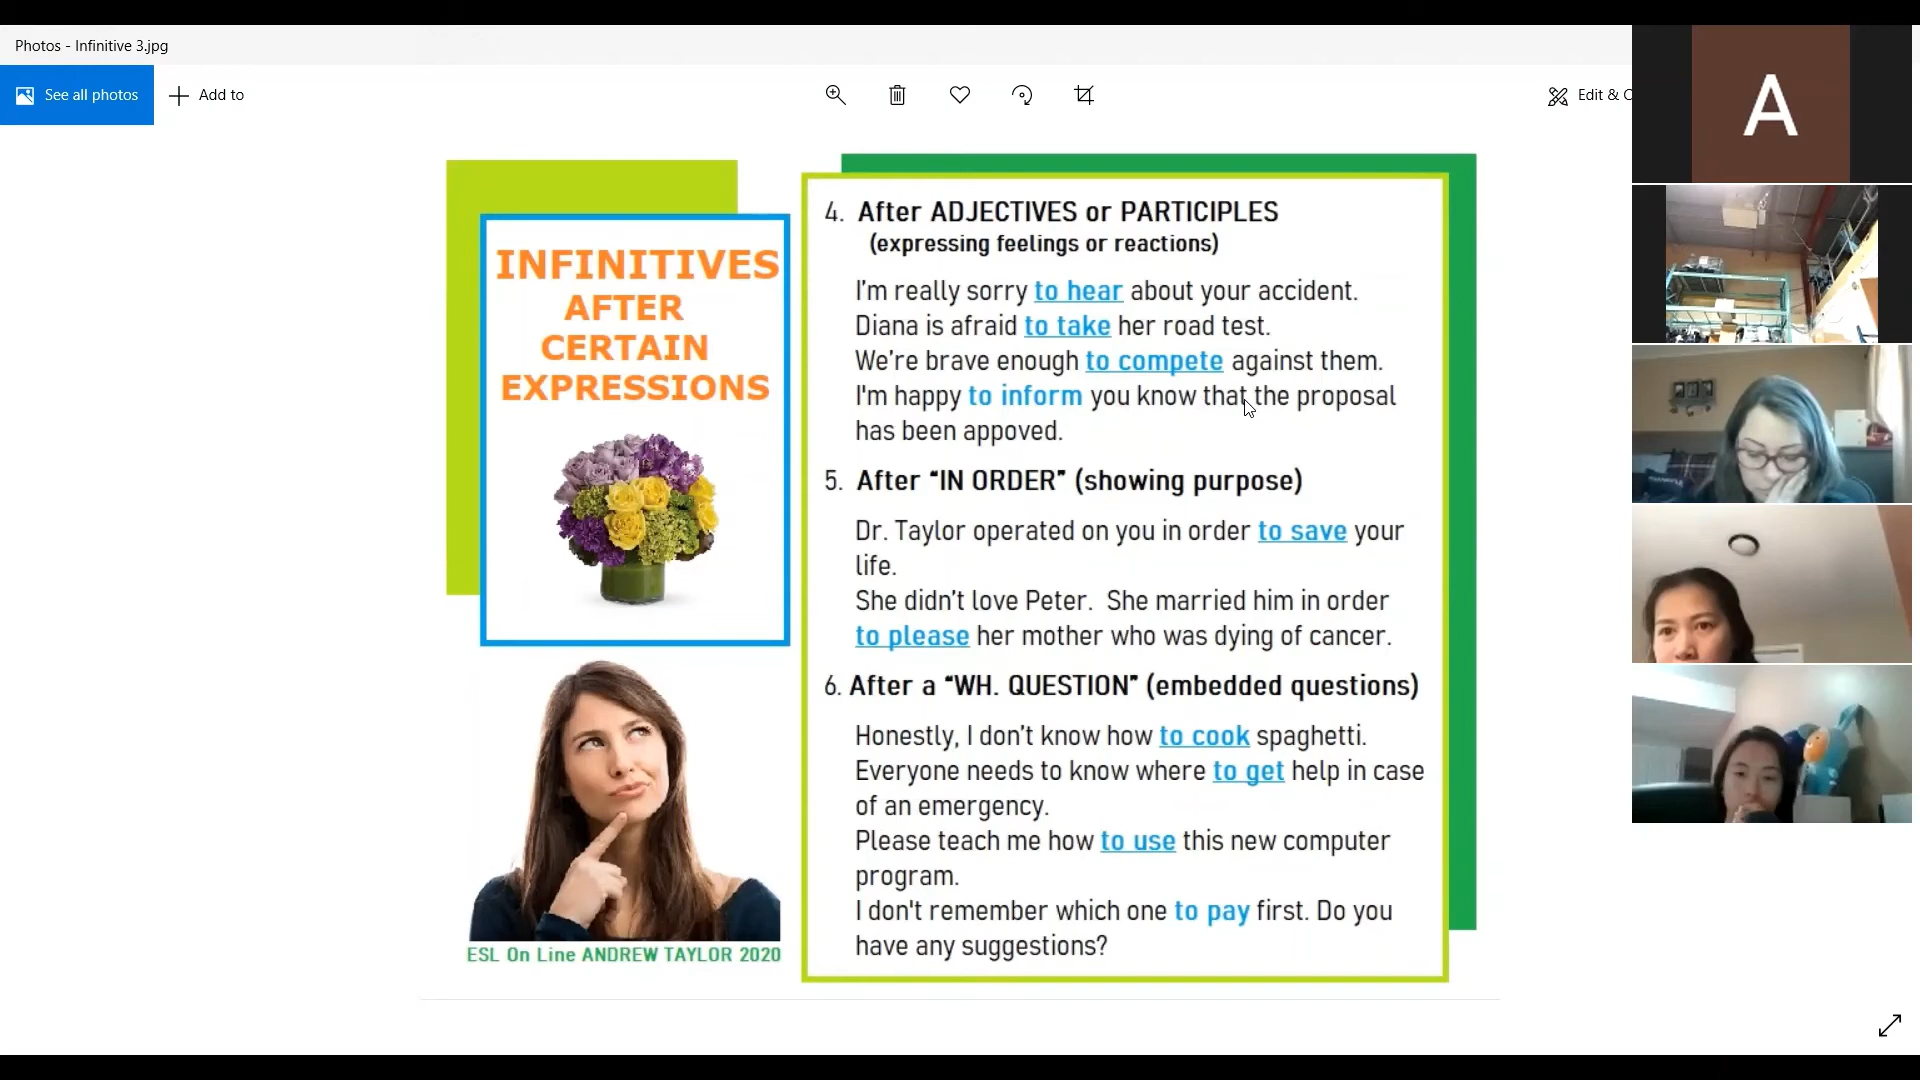 Photos - Infinitive 3.jpg
See all photos
Add to
Edit & C
A
INFINITIVES
AFTER
CERTAIN
EXPRESSIONS
ESL On Line ANDREW TAYLOR 2020
4. After ADJECTIVES or PARTICIPLES
(expressing feelings or reactions)
I'm really sorry to hear about your accident.
Diana is afraid to take her road test.
We're brave enough to compete against them.
I'm happy to inform you know that the proposal
has been appoved.
5. After “IN ORDER” (showing purpose)
Dr. Taylor operated on you in order to save your
life.
She didn't love Peter. She married him in order
to please her mother who was dying of cancer.
6. After a “WH. QUESTION” (embedded questions)
Honestly, I don't know how to cook spaghetti.
Everyone needs to know where to get help in case
of an emergency.
Please teach me how to use this new computer
program.
I don't remember which one to pay first. Do you
have any suggestions?